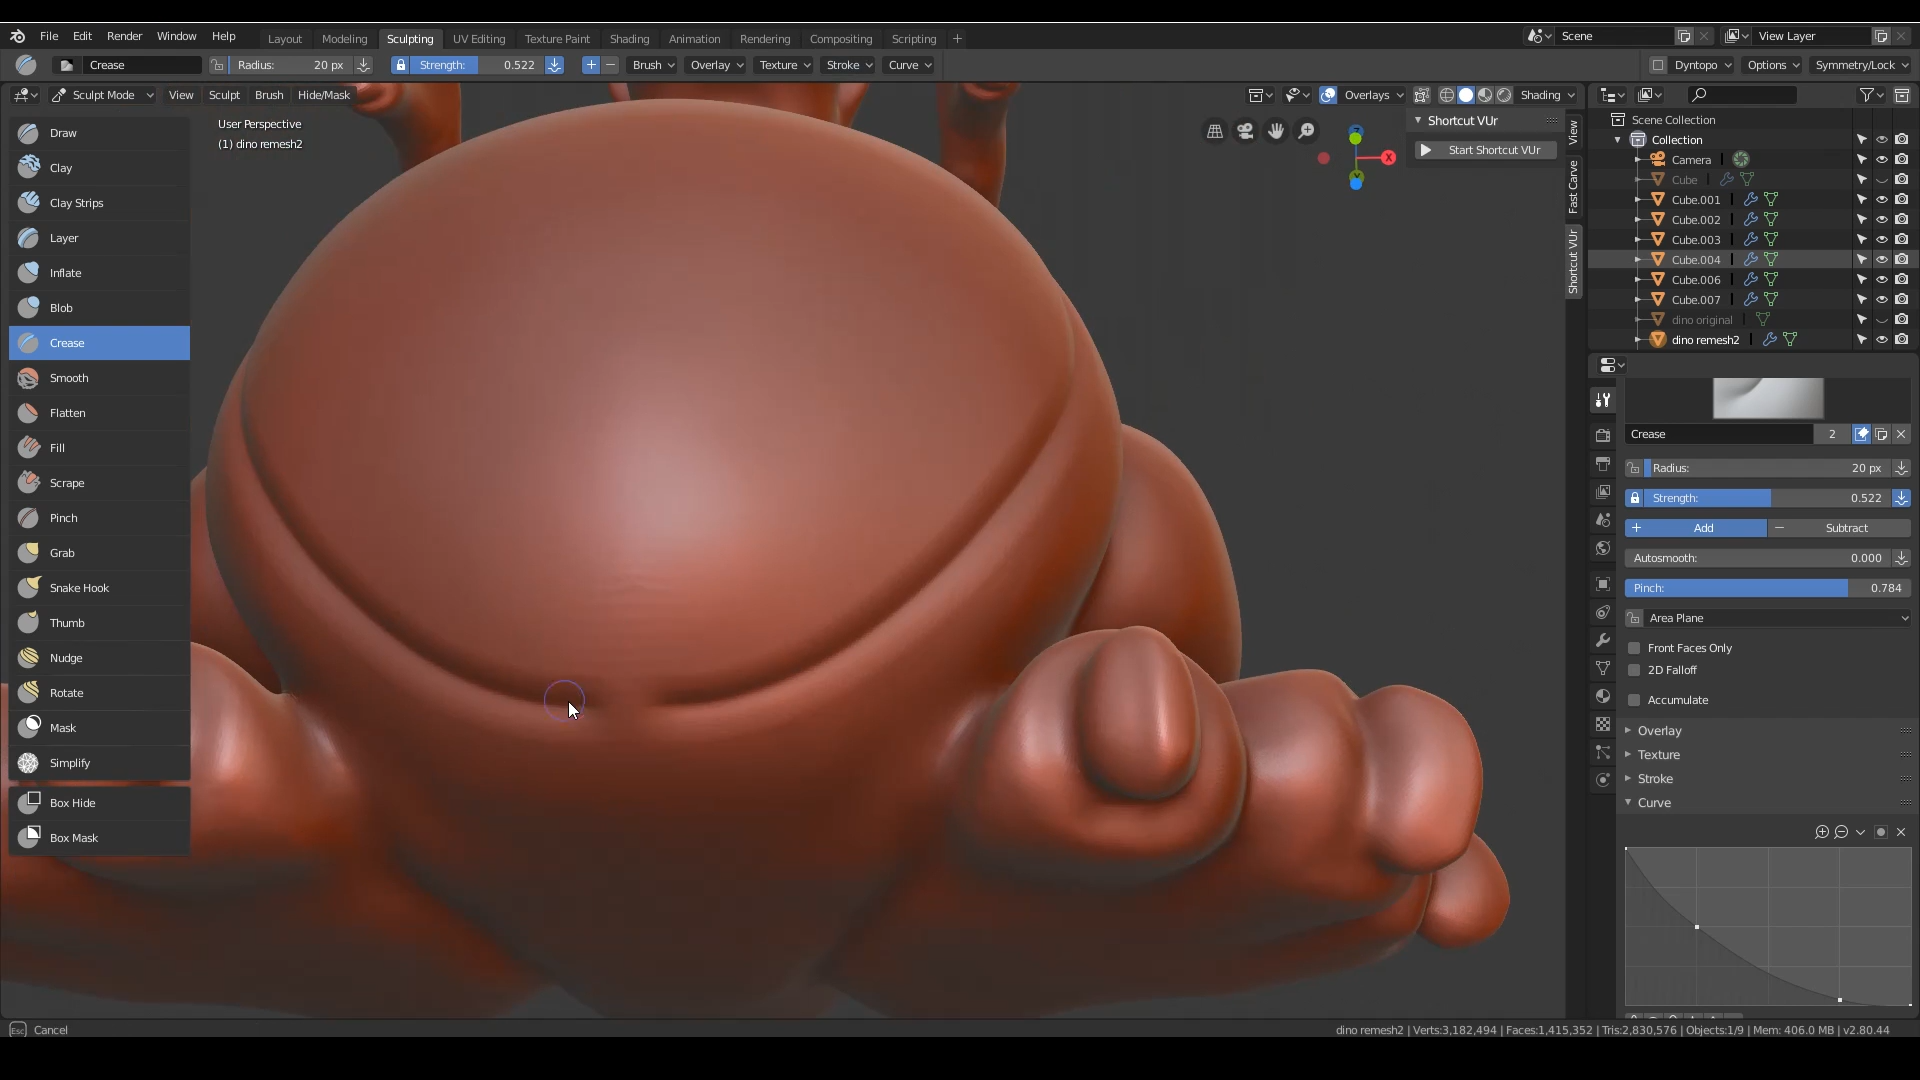 File Edit Render Window Help Layout Modeling Sculpting UV Editing Texture Paint Shading Animation Rendering Compositing Scripting + Scene View Layer
Crease Radius: 20 px Strength: 0.522 + − Brush Overlay Texture Stroke Curve Dyntopo Options Symmetry/Lock
Sculpt Mode View Sculpt Brush Hide/Mask Overlays Shading
User Perspective
(1) dino remesh2
Draw
Clay
Clay Strips
Layer
Inflate
Blob
Crease
Smooth
Flatten
Fill
Scrape
Pinch
Grab
Snake Hook
Thumb
Nudge
Rotate
Mask
Simplify
Box Hide
Box Mask
X
Shortcut VUr
Start Shortcut VUr
View
Fast Carve
Shortcut VUr
Scene Collection
Collection
Camera
Cube
Cube.001
Cube.002
Cube.003
Cube.004
Cube.006
Cube.007
dino original
dino remesh2
Crease 2
Radius: 20 px
Strength: 0.522
+ Add − Subtract
Autosmooth: 0.000
Pinch: 0.784
Area Plane
Front Faces Only
2D Falloff
Accumulate
Overlay
Texture
Stroke
Curve
Esc Cancel
dino remesh2 | Verts:3,182,494 | Faces:1,415,352 | Tris:2,830,576 | Objects:1/9 | Mem: 406.0 MB | v2.80.44